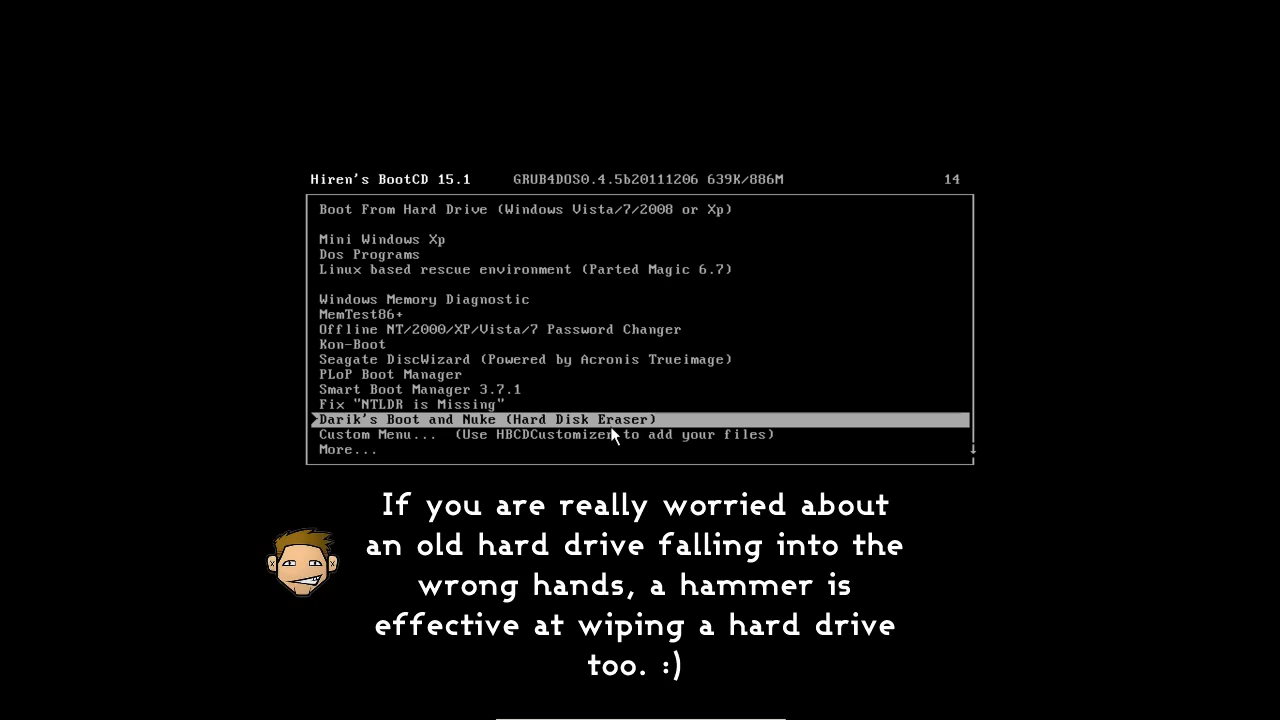 Hiren's BootCD 15.1 GRUB4DOS0.4.5b20111206 639K/886M 14
Boot From Hard Drive (Windows Vista/7/2008 or Xp)
Mini Windows Xp
Dos Programs
Linux based rescue environment (Parted Magic 6.7)
Windows Memory Diagnostic
MemTest86+
Offline NT/2000/XP/Vista/7 Password Changer
Kon-Boot
Seagate DiscWizard (Powered by Acronis Trueimage)
PLoP Boot Manager
Smart Boot Manager 3.7.1
Fix "NTLDR is Missing"
Darik's Boot and Nuke (Hard Disk Eraser)
Custom Menu... (Use HBCDCustomizer to add your files)
More...
If you are really worried about
an old hard drive falling into the
wrong hands, a hammer is
effective at wiping a hard drive
too. :)